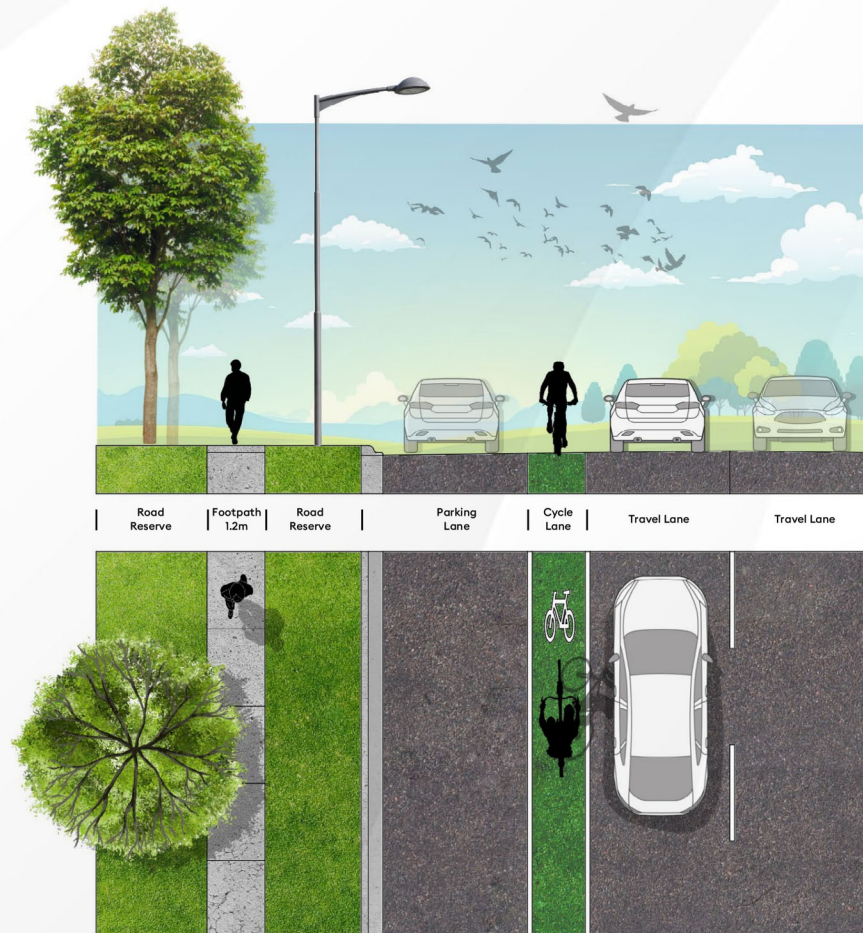 Road
Reserve
Footpath
1.2m
Road
Reserve
Parking
Lane
Cycle
Lane
Travel Lane
Travel Lane